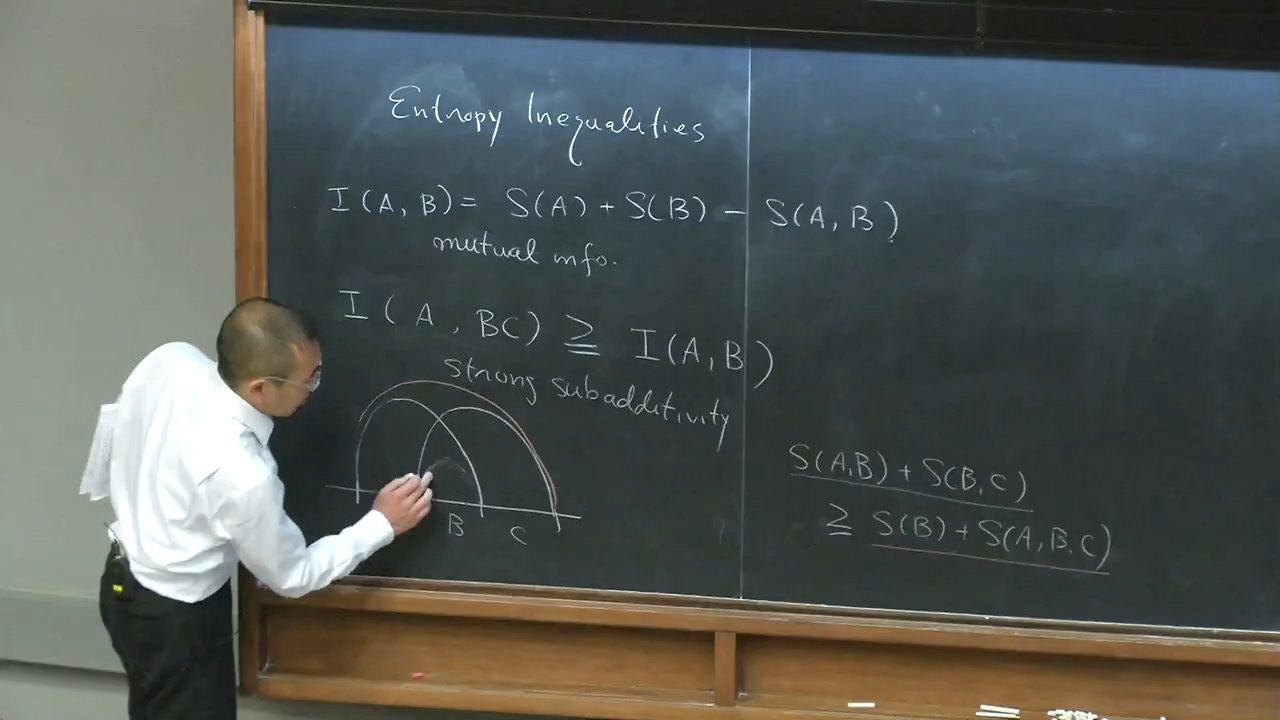 Entropy Inequalities
I(A, B) = S(A) + S(B) - S(A, B)
mutual info.
I(A, BC) ≧ I(A, B)
strong subadditivity
B C
S(A,B) + S(B,C)
≧ S(B) + S(A,B,C)